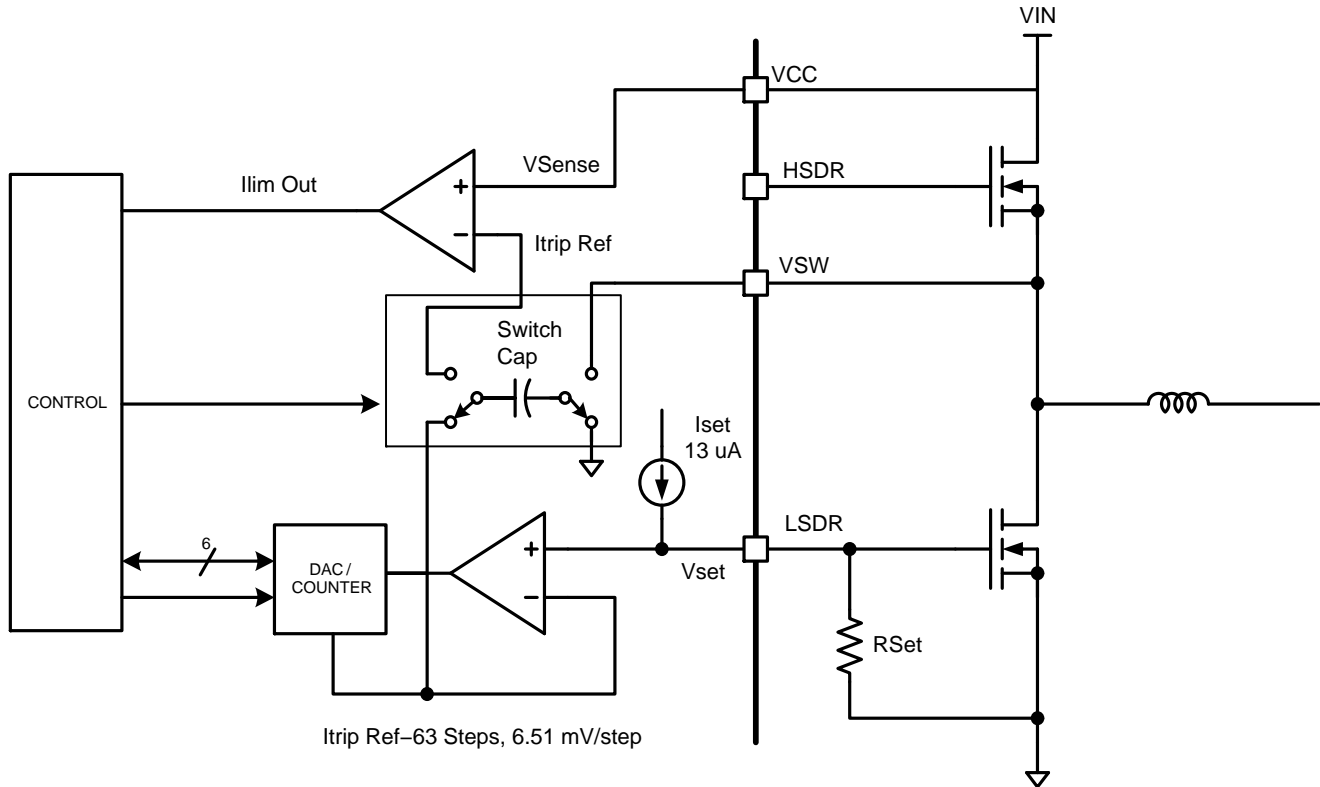 VIN
VCC
VSense
HSDR
Ilim Out
+
−
Itrip Ref
VSW
Switch
Cap
CONTROL
Iset
13 uA
LSDR
6
+
Vset
DAC /
COUNTER
−
RSet
Itrip Ref−63 Steps, 6.51 mV/step